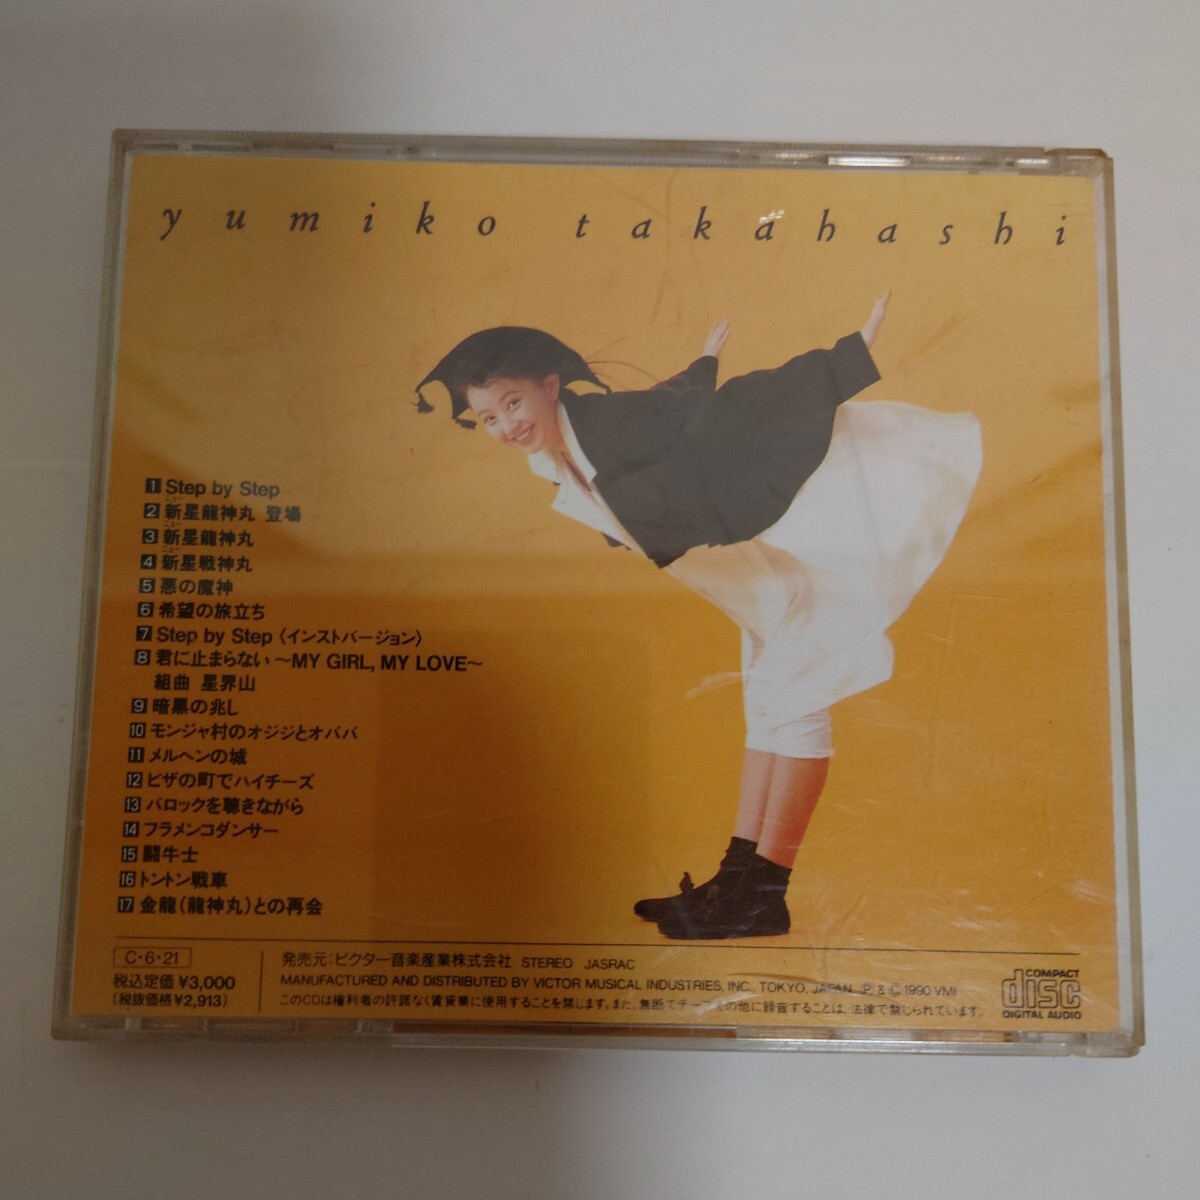 yumiko takahashi
1 Step by Step
ニュー
2 新星龍神丸 登場
ニュー
3 新星龍神丸
ニュー
4 新星戦神丸
5 悪の魔神
6 希望の旅立ち
7 Step by Step〈インストバージョン〉
8 君に止まらない〜MY GIRL, MY LOVE〜
組曲 星界山
9 暗黒の兆し
10 モンジャ村のオジジとオババ
11 メルヘンの城
12 ピザの町でハイチーズ
13 バロックを聴きながら
14 フラメンコダンサー
15 闘牛士
16 トントン戦車
17 金龍(龍神丸)との再会
C・6・21
税込定価¥3,000
(税抜価格¥2,913)
発売元:ビクター音楽産業株式会社 STEREO JASRAC
MANUFACTURED AND DISTRIBUTED BY VICTOR MUSICAL INDUSTRIES, INC., TOKYO, JAPAN. P. & C. 1990 VMI
このCDは権利者の許諾なく賃貸業に使用することを禁じます。また、無断でテープその他に録音することは、法律で禁じられています。
COMPACT
disc
DIGITAL AUDIO